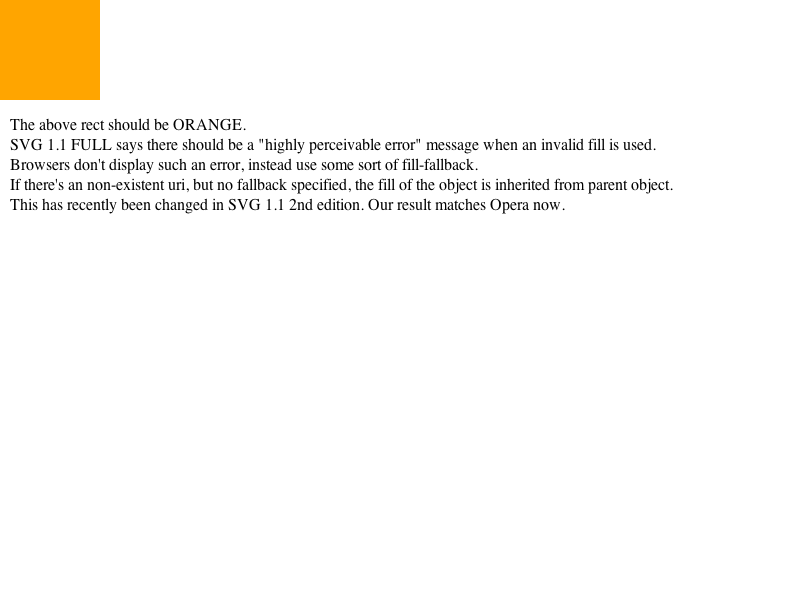 The above rect should be ORANGE.
SVG 1.1 FULL says there should be a "highly perceivable error" message when an invalid fill is used.
Browsers don't display such an error, instead use some sort of fill-fallback.
If there's an non-existent uri, but no fallback specified, the fill of the object is inherited from parent object.
This has recently been changed in SVG 1.1 2nd edition. Our result matches Opera now.